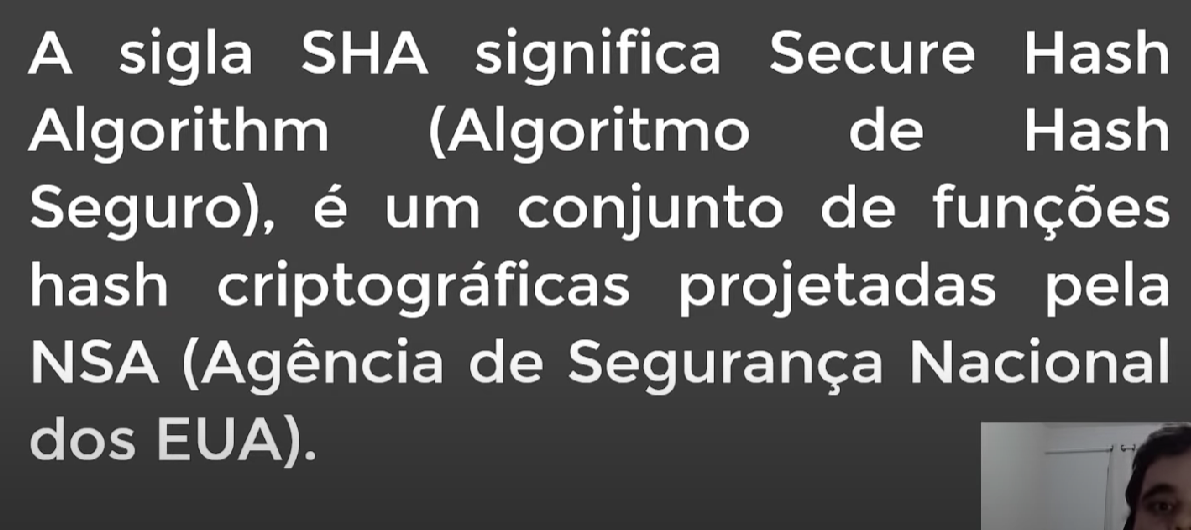 A sigla SHA significa Secure Hash
Algorithm (Algoritmo de Hash
Seguro), é um conjunto de funções
hash criptográficas projetadas pela
NSA (Agência de Segurança Nacional
dos EUA).